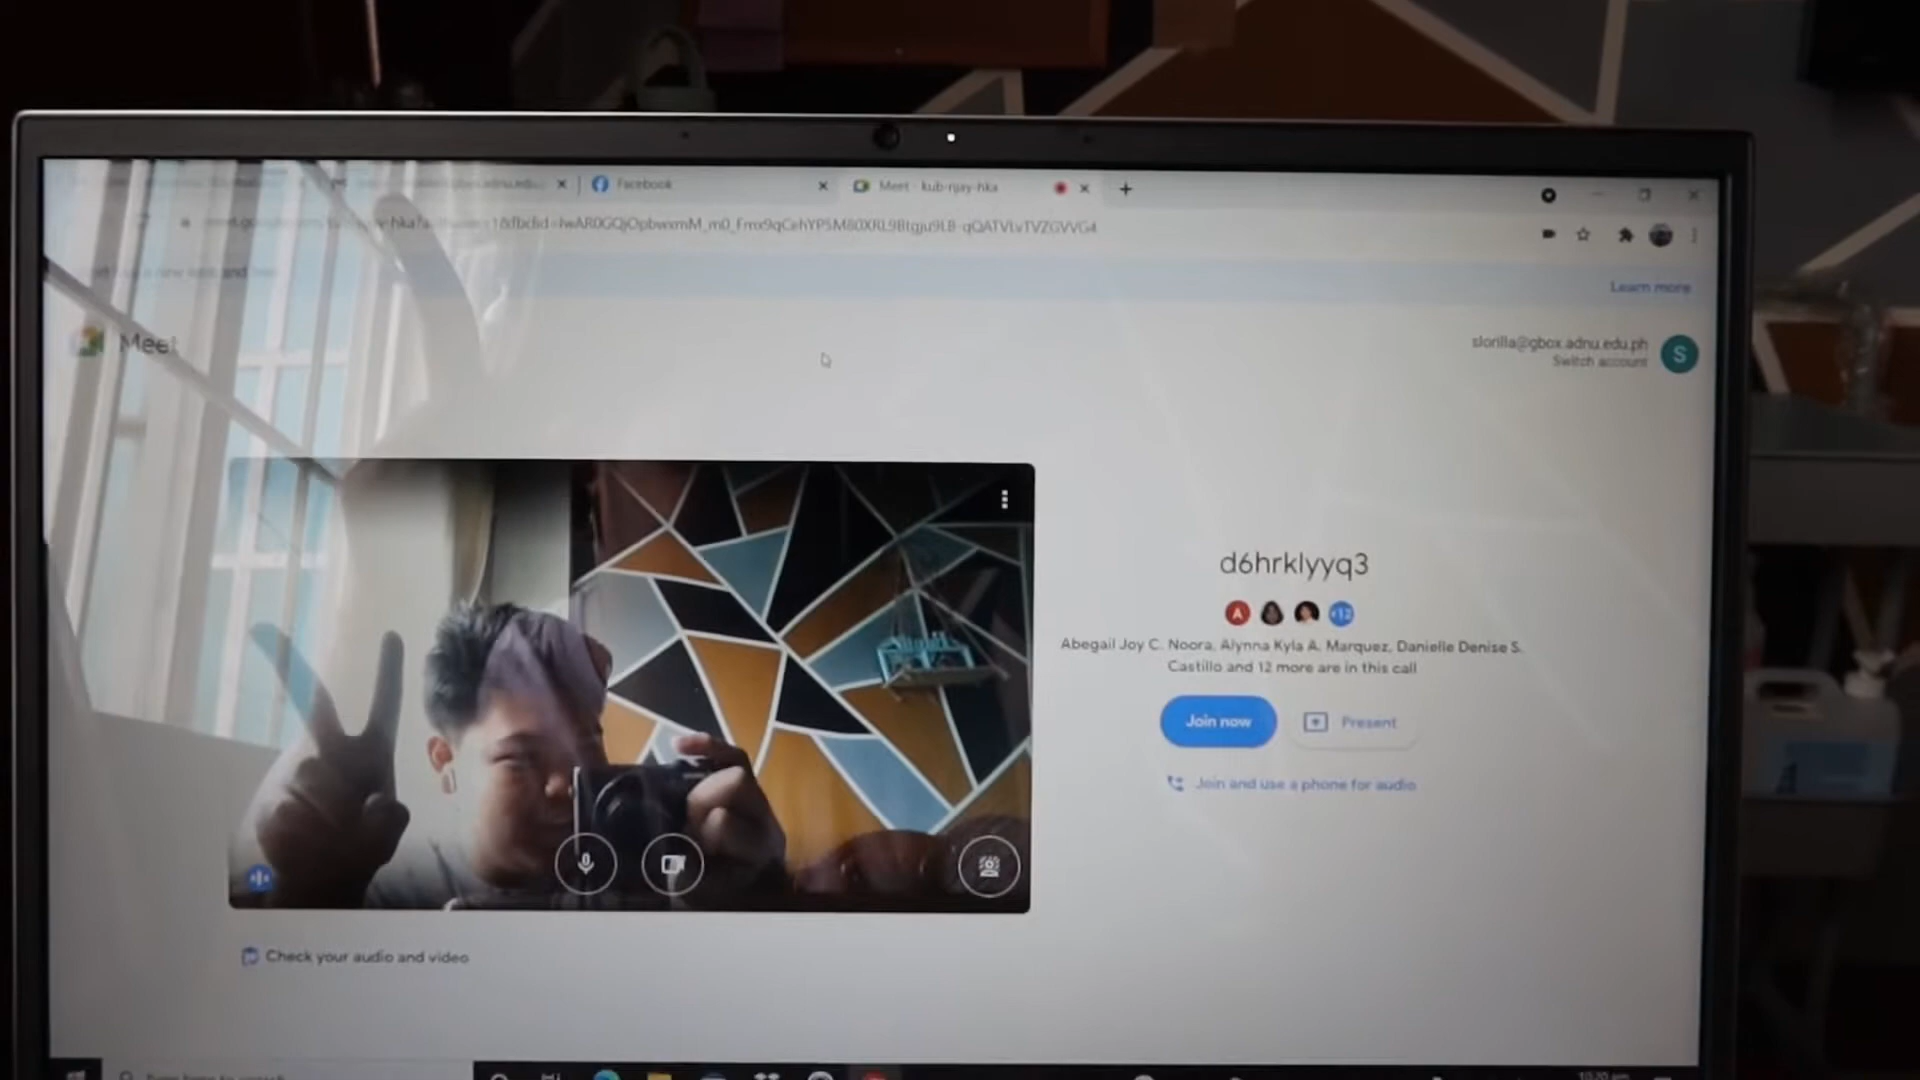 Facebook
Meet - kub-njay-hka
Learn more
Meet
slorilla@gbox.adnu.edu.ph
Switch account
S
d6hrklyyq3
A
+12
Abegail Joy C. Noora, Alynna Kyla A. Marquez, Danielle Denise S.
Castillo and 12 more are in this call
Join now
Present
Join and use a phone for audio
Check your audio and video